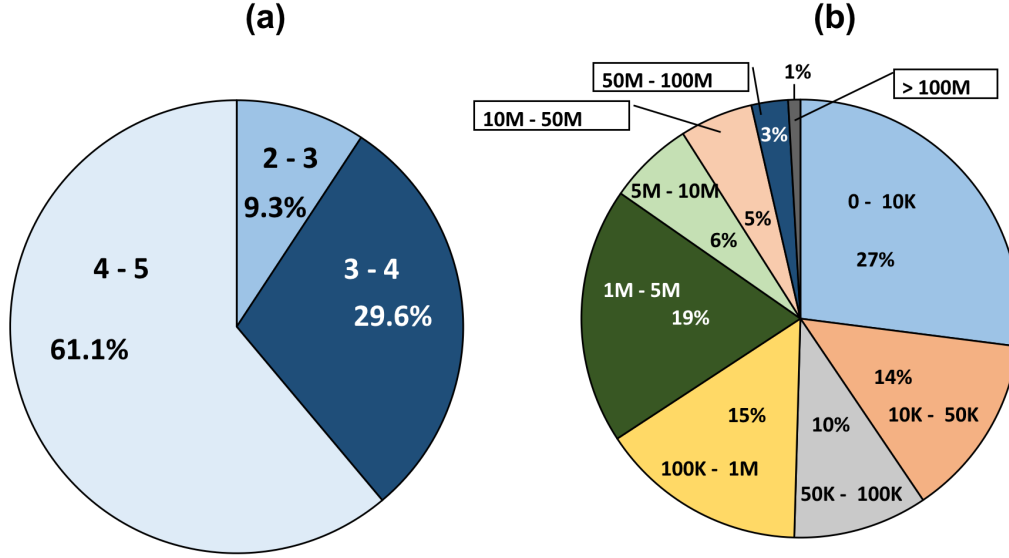 (a)
2 - 3
9.3%
3 - 4
29.6%
4 - 5
61.1%
(b)
50M - 100M
1%
> 100M
10M - 50M
3%
0 - 10K
27%
5M - 10M
6%
5%
1M - 5M
19%
14%
10K - 50K
15%
100K - 1M
10%
50K - 100K